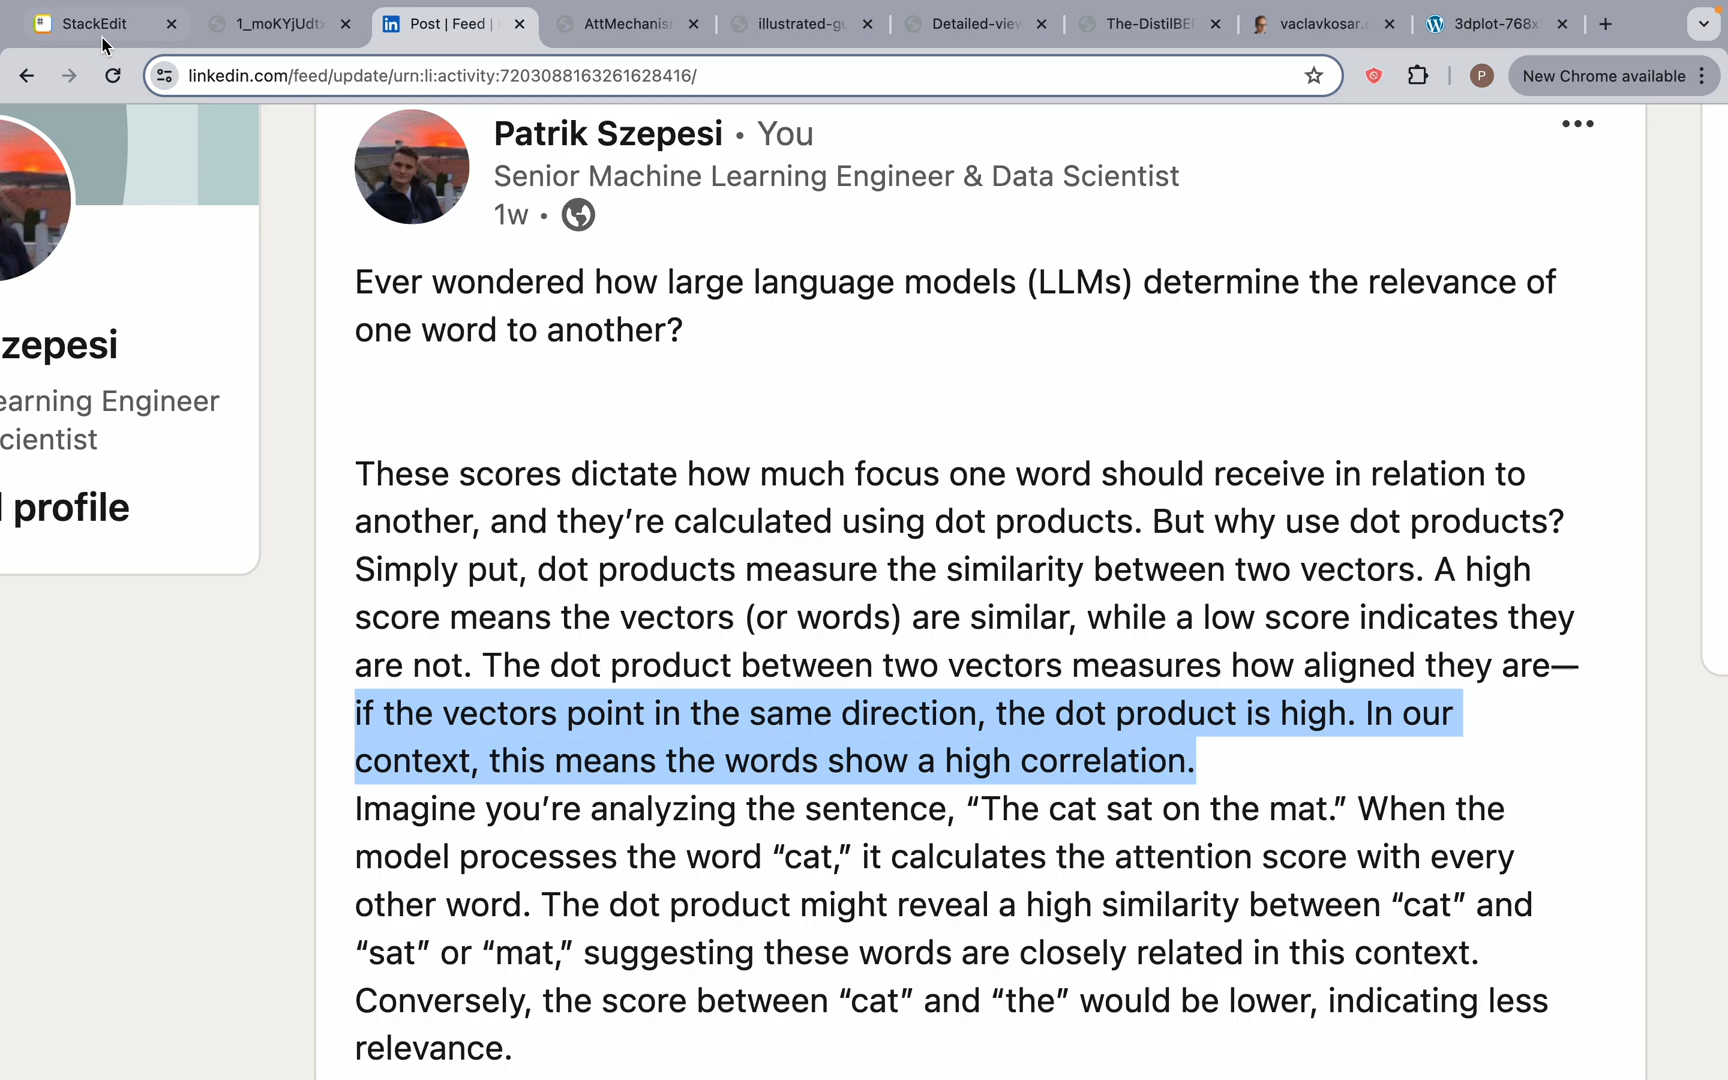 StackEdit
1_moKYjUdtx
Post | Feed |
AttMechanis
illustrated-gu
Detailed-view
The-DistilBE
vaclavkosar.c
3dplot-768x
linkedin.com/feed/update/urn:li:activity:7203088163261628416/
P
New Chrome available
Patrik Szepesi • You
Senior Machine Learning Engineer & Data Scientist
1w •
zepesi
earning Engineer
cientist
l profile
Ever wondered how large language models (LLMs) determine the relevance of
one word to another?
These scores dictate how much focus one word should receive in relation to
another, and they’re calculated using dot products. But why use dot products?
Simply put, dot products measure the similarity between two vectors. A high
score means the vectors (or words) are similar, while a low score indicates they
are not. The dot product between two vectors measures how aligned they are—
if the vectors point in the same direction, the dot product is high. In our
context, this means the words show a high correlation.
Imagine you’re analyzing the sentence, “The cat sat on the mat.” When the
model processes the word “cat,” it calculates the attention score with every
other word. The dot product might reveal a high similarity between “cat” and
“sat” or “mat,” suggesting these words are closely related in this context.
Conversely, the score between “cat” and “the” would be lower, indicating less
relevance.